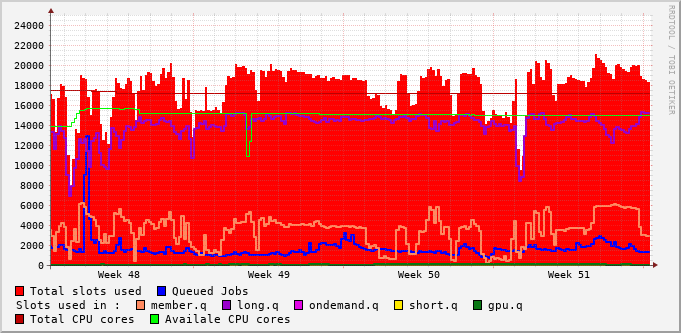 24000
22000
20000
18000
16000
14000
12000
10000
8000
6000
4000
2000
0
Week 48 Week 49 Week 50 Week 51
RRDTOOL / TOBI OETIKER
Total slots used Queued Jobs
Slots used in : member.q long.q ondemand.q short.q gpu.q
Total CPU cores Availale CPU cores